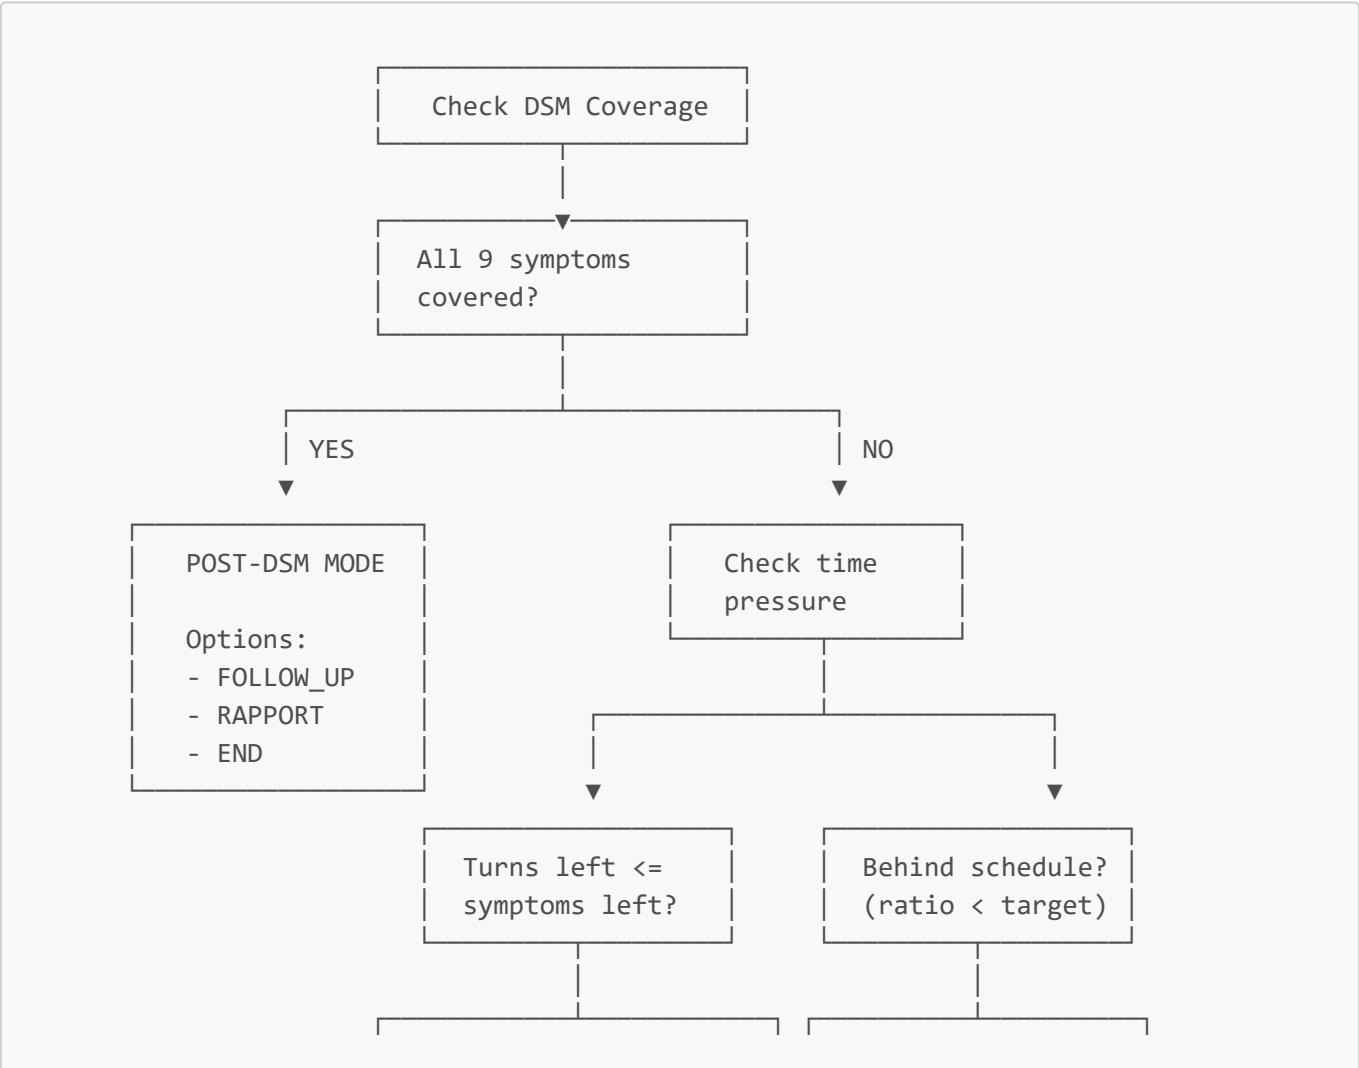 Check DSM Coverage
All 9 symptoms
covered?
YES
NO
POST-DSM MODE
Options:
- FOLLOW_UP
- RAPPORT
- END
Check time
pressure
Turns left <=
symptoms left?
Behind schedule?
(ratio < target)